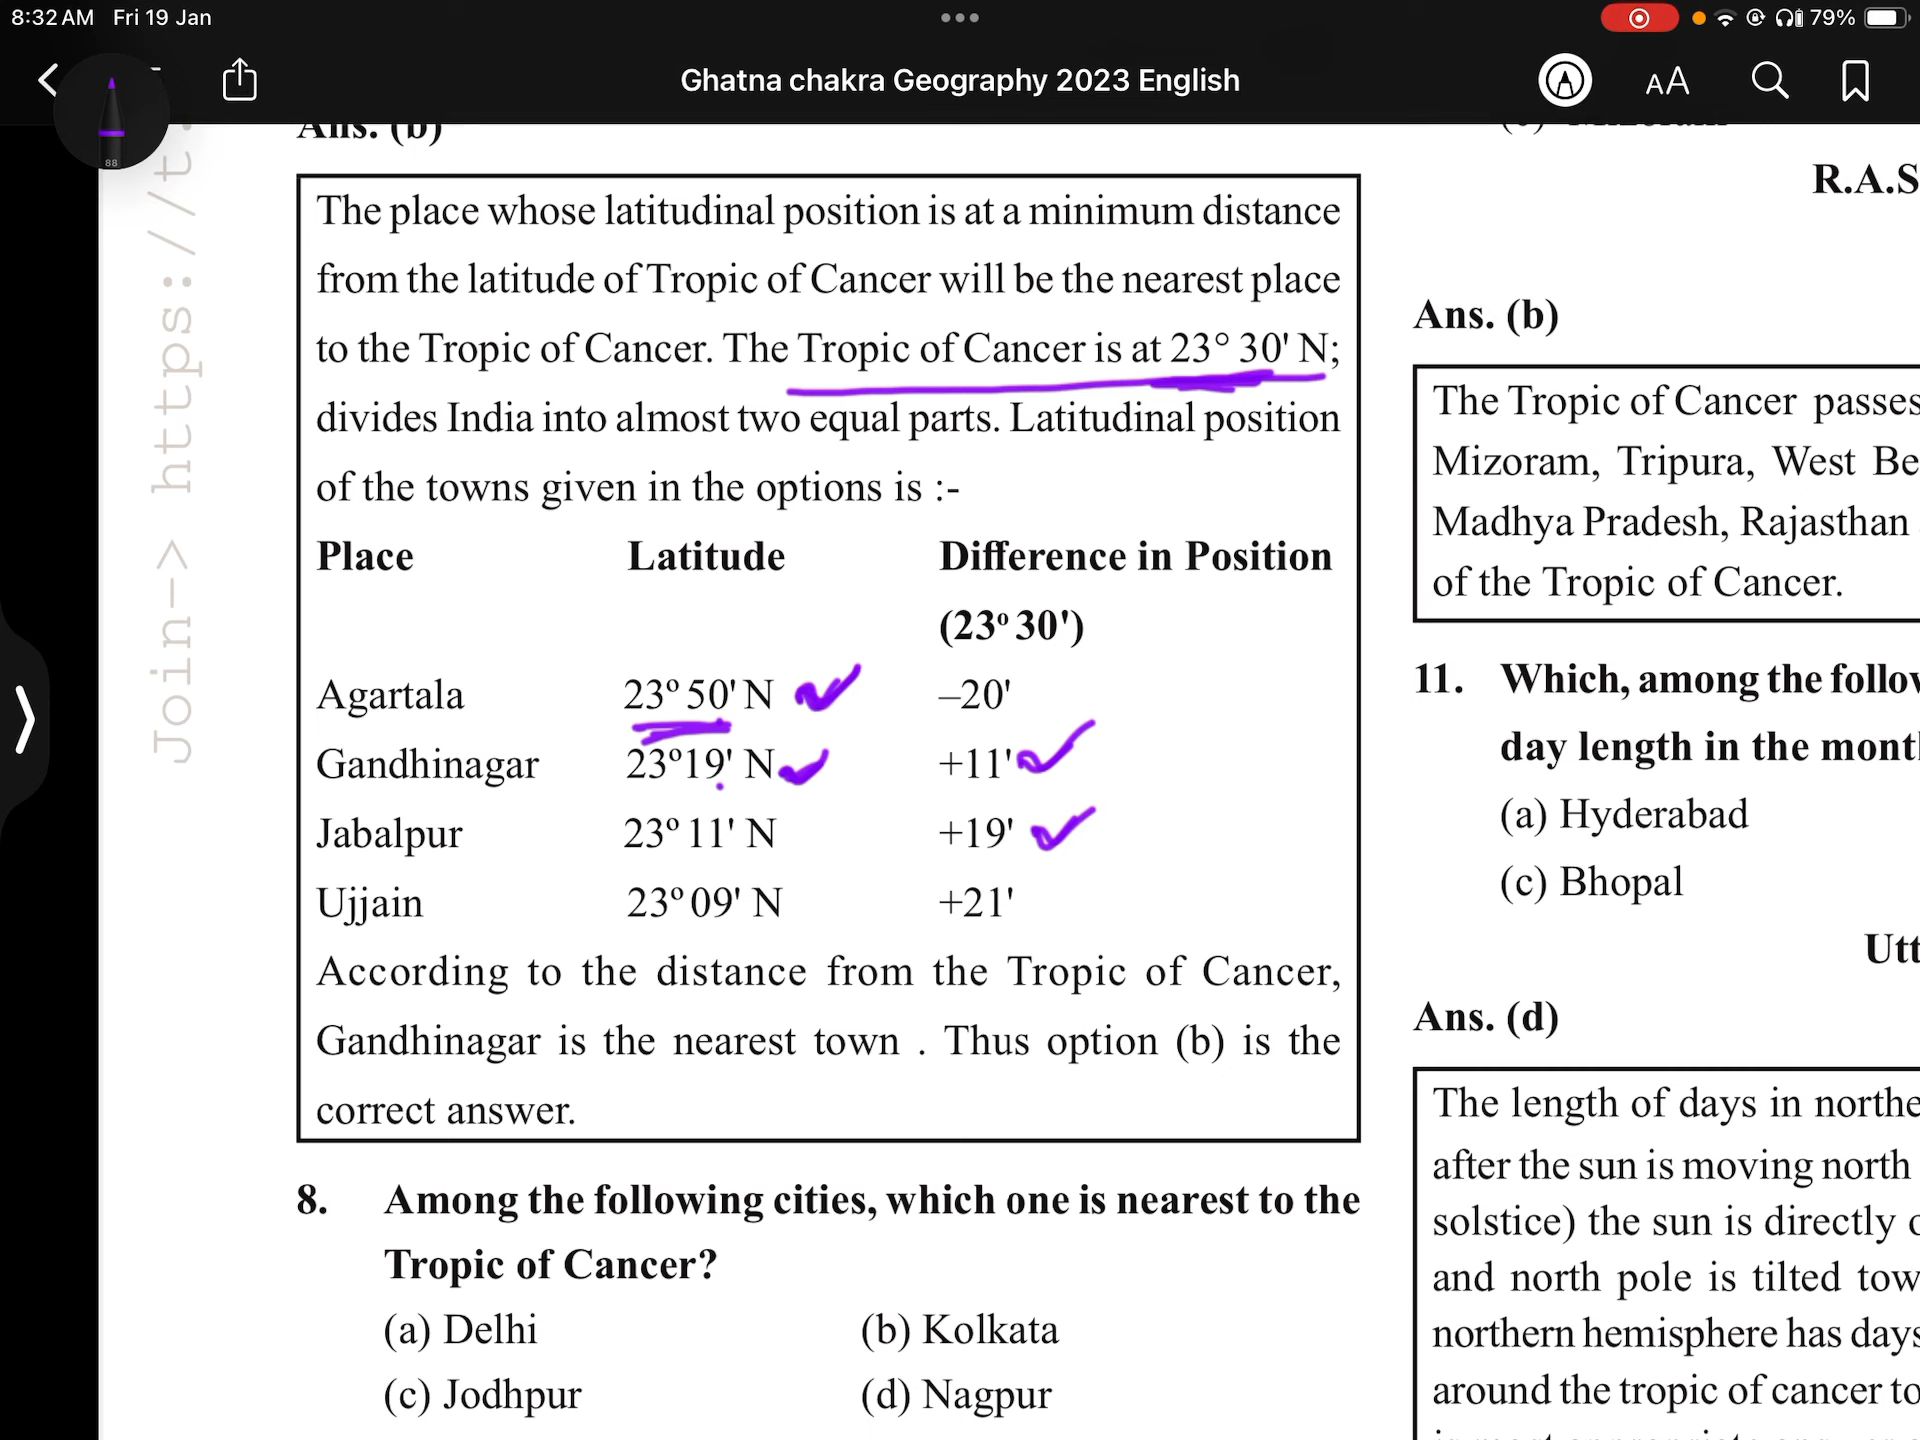 8:32 AM Fri 19 Jan
79%
Ghatna chakra Geography 2023 English
AA
88
Join-> https://t.
Ans. (b)
The place whose latitudinal position is at a minimum distance
from the latitude of Tropic of Cancer will be the nearest place
to the Tropic of Cancer. The Tropic of Cancer is at 23° 30' N;
divides India into almost two equal parts. Latitudinal position
of the towns given in the options is :-
Place Latitude Difference in Position
(23° 30')
Agartala 23° 50' N –20'
Gandhinagar 23°19' N +11'
Jabalpur 23° 11' N +19'
Ujjain 23° 09' N +21'
According to the distance from the Tropic of Cancer,
Gandhinagar is the nearest town . Thus option (b) is the
correct answer.
8. Among the following cities, which one is nearest to the
Tropic of Cancer?
(a) Delhi (b) Kolkata
(c) Jodhpur (d) Nagpur
R.A.S
Ans. (b)
The Tropic of Cancer passes
Mizoram, Tripura, West Be
Madhya Pradesh, Rajasthan
of the Tropic of Cancer.
11. Which, among the follow
day length in the mont
(a) Hyderabad
(c) Bhopal
Utt
Ans. (d)
The length of days in northe
after the sun is moving north
solstice) the sun is directly o
and north pole is tilted tow
northern hemisphere has days
around the tropic of cancer to